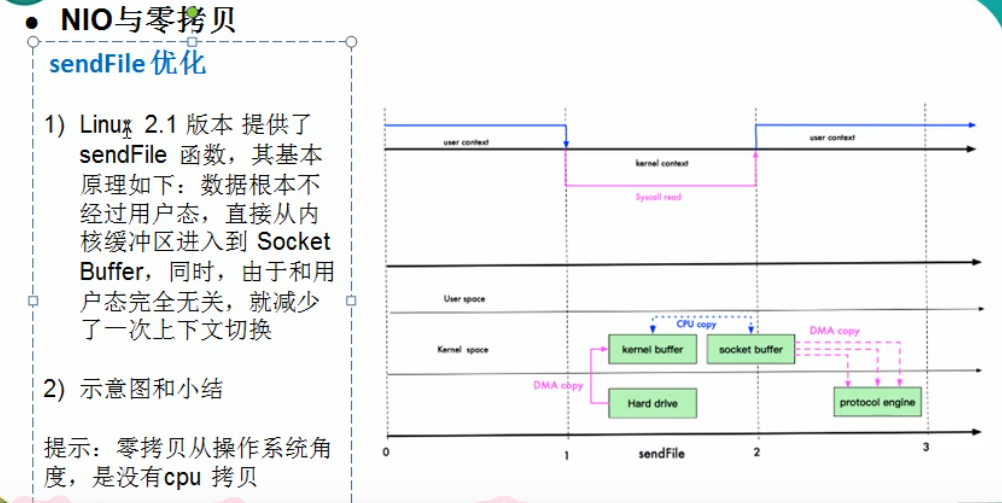 ● NIO与零拷贝
sendFile 优化
1) Linux 2.1 版本 提供了
sendFile 函数，其基本
原理如下：数据根本不
经过用户态，直接从内
核缓冲区进入到 Socket
Buffer，同时，由于和用
户态完全无关，就减少
了一次上下文切换
2) 示意图和小结
提示：零拷贝从操作系统角
度，是没有cpu 拷贝
user context
kernel context
user context
Syscall read
User space
CPU copy
Kernel space
kernel buffer
socket buffer
DMA copy
DMA copy
Hard drive
protocol engine
0
1
sendFile
2
3